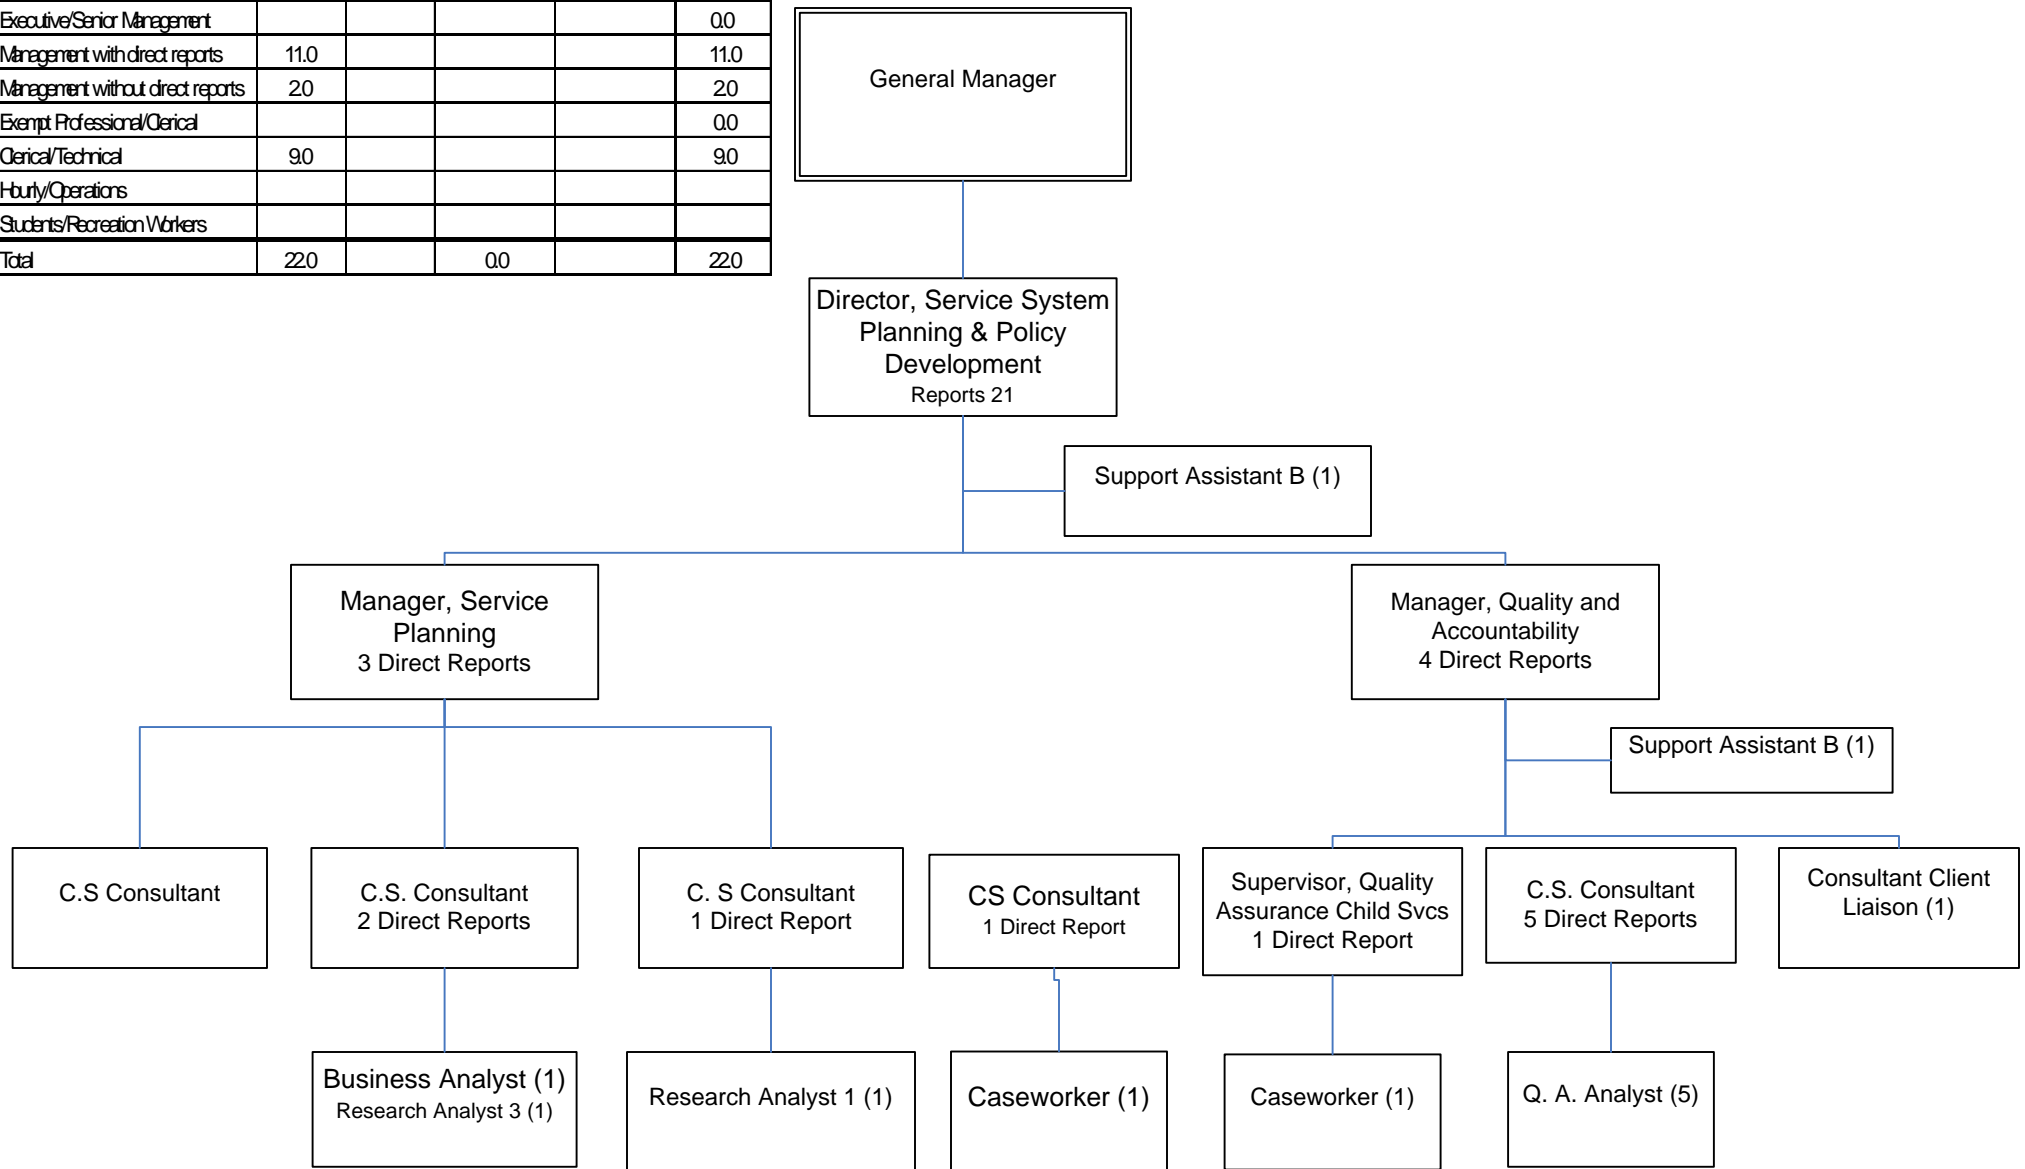 Executive/Senior Management 0.0
Management with direct reports 11.0 11.0
Management without direct reports 2.0 2.0
Exempt Professional/Clerical 0.0
Clerical/Technical 9.0 9.0
Hourly/Operations
Students/Recreation Workers
Total 22.0 0.0 22.0
General Manager
Director, Service System
Planning & Policy
Development
Reports 21
Support Assistant B (1)
Manager, Service
Planning
3 Direct Reports
Manager, Quality and
Accountability
4 Direct Reports
Support Assistant B (1)
C.S Consultant
C.S. Consultant
2 Direct Reports
C. S Consultant
1 Direct Report
CS Consultant
1 Direct Report
Supervisor, Quality
Assurance Child Svcs
1 Direct Report
C.S. Consultant
5 Direct Reports
Consultant Client
Liaison (1)
Business Analyst (1)
Research Analyst 3 (1)
Research Analyst 1 (1)
Caseworker (1)
Caseworker (1)
Q. A. Analyst (5)